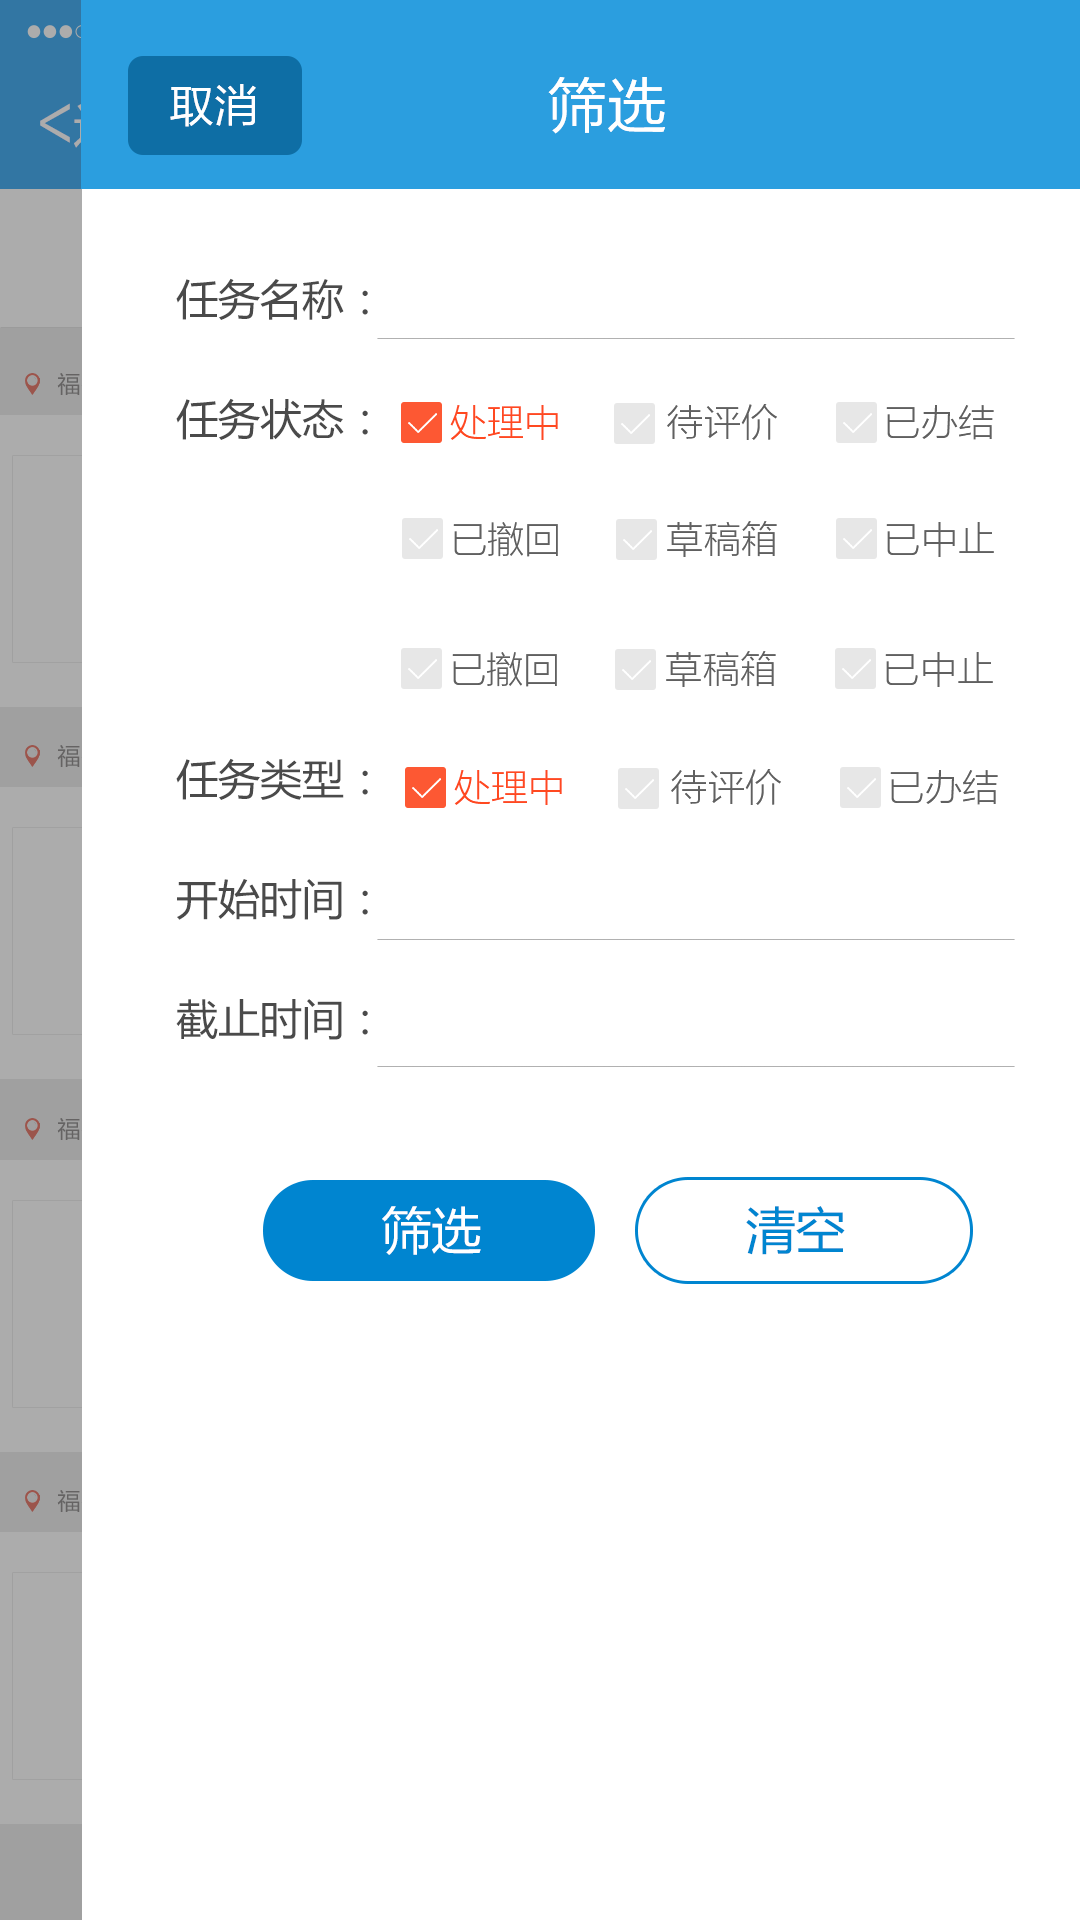 取消
筛选
<
任务名称：
任务状态： 处理中 待评价 已办结
已撤回 草稿箱 已中止
已撤回 草稿箱 已中止
任务类型： 处理中 待评价 已办结
开始时间：
截止时间：
筛选 清空
福
福
福
福